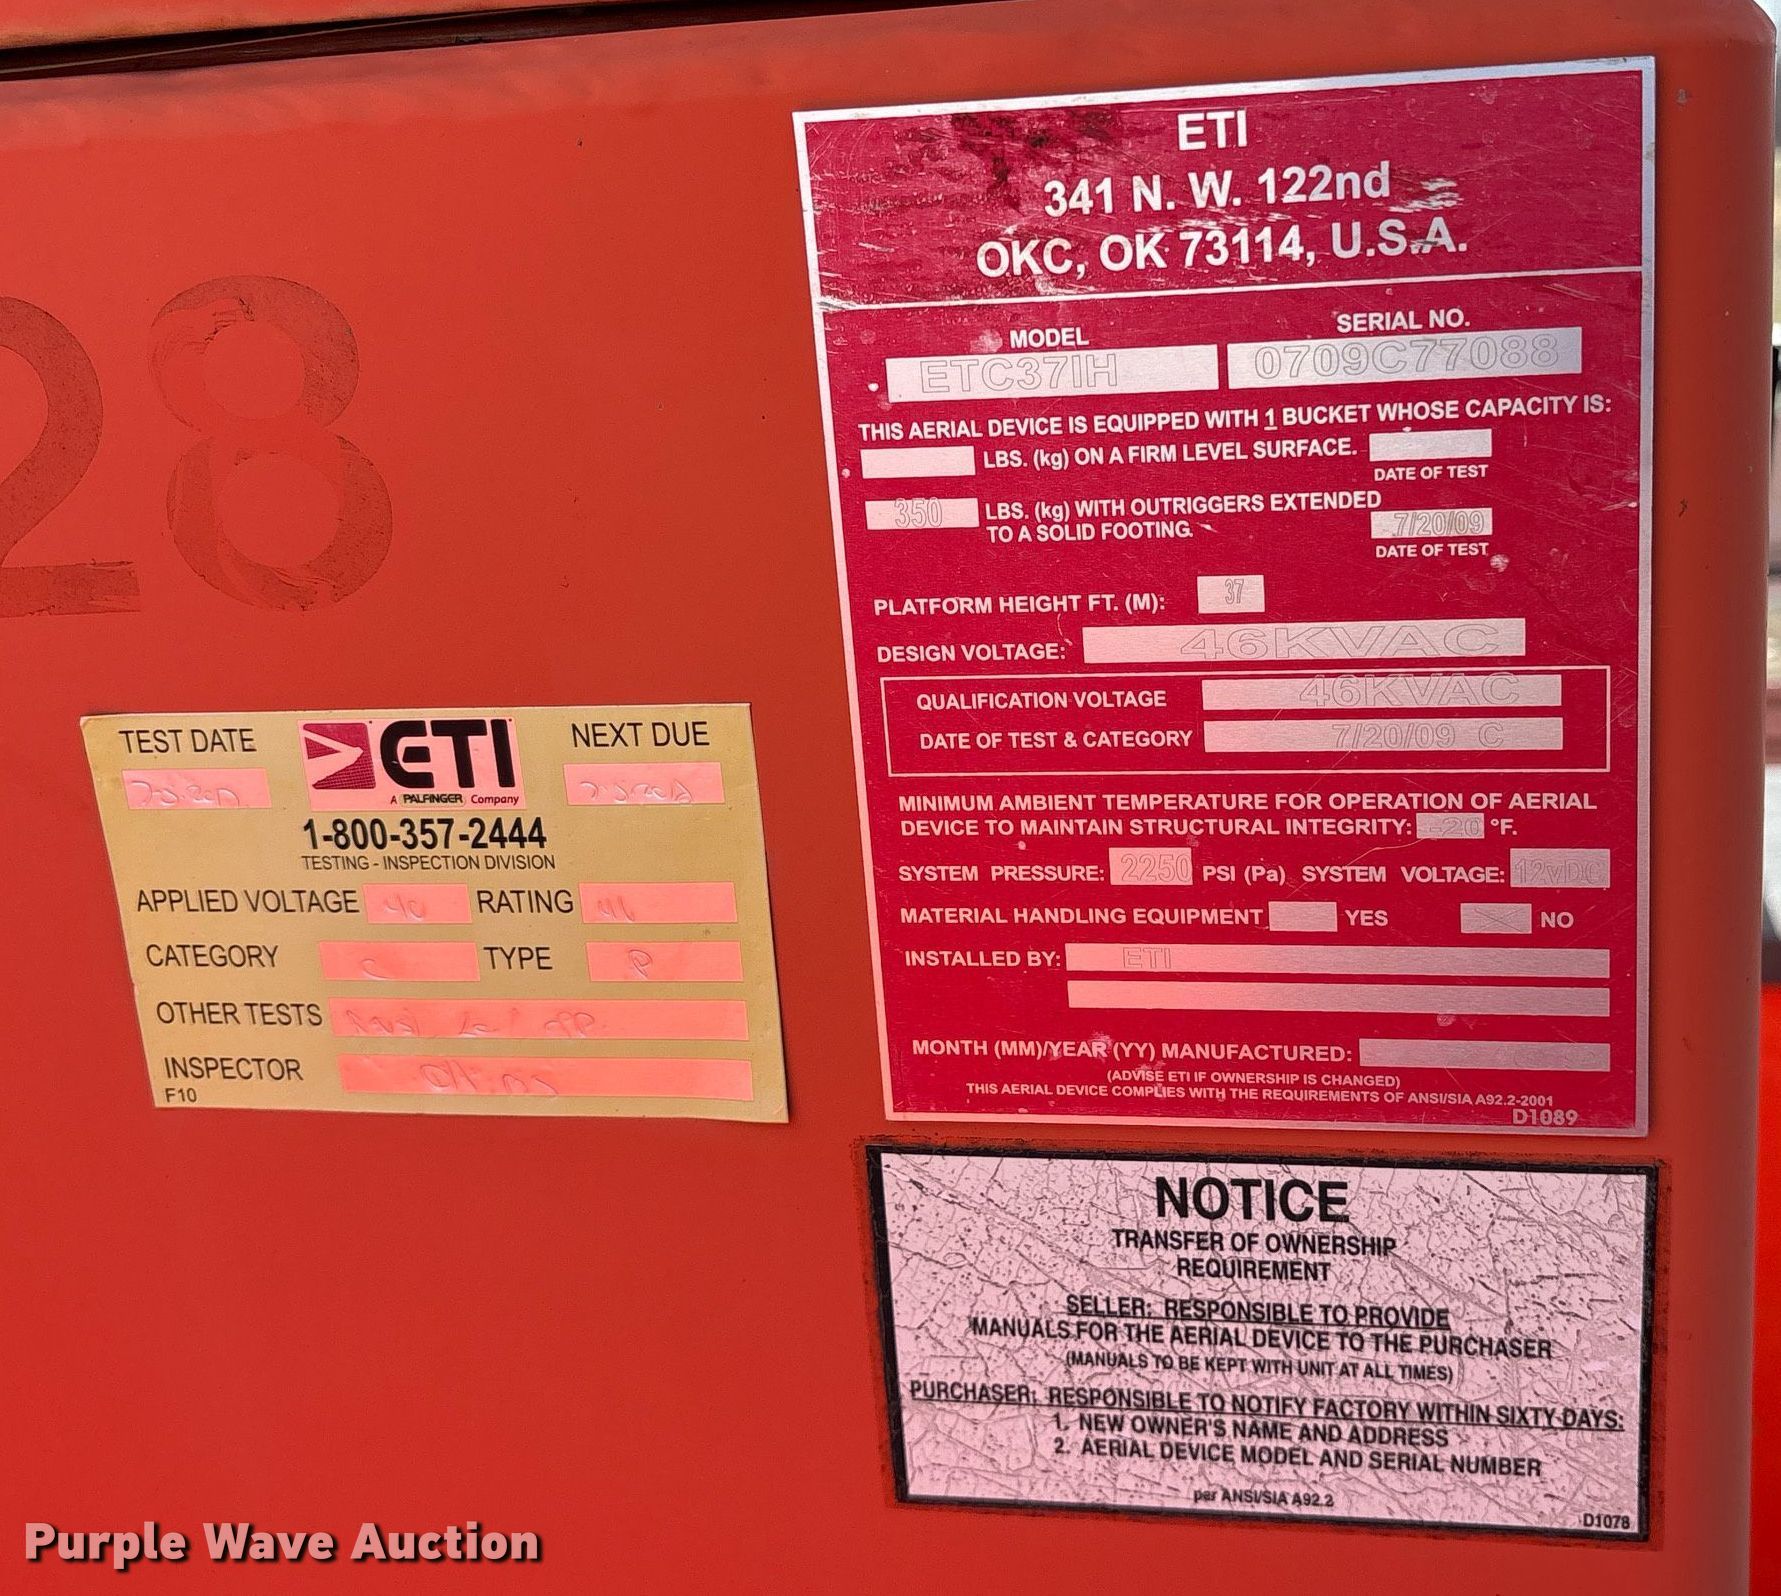 28
ETI
341 N. W. 122nd
OKC, OK 73114, U.S.A.
MODEL SERIAL NO.
ETC37IH 0709C77088
THIS AERIAL DEVICE IS EQUIPPED WITH 1 BUCKET WHOSE CAPACITY IS:
LBS. (kg) ON A FIRM LEVEL SURFACE.
DATE OF TEST
350 LBS. (kg) WITH OUTRIGGERS EXTENDED
TO A SOLID FOOTING. 7/20/09
DATE OF TEST
PLATFORM HEIGHT FT. (M): 37
DESIGN VOLTAGE: 46KVAC
QUALIFICATION VOLTAGE 46KVAC
DATE OF TEST & CATEGORY 7/20/09 C
MINIMUM AMBIENT TEMPERATURE FOR OPERATION OF AERIAL
DEVICE TO MAINTAIN STRUCTURAL INTEGRITY: -20 °F.
SYSTEM PRESSURE: 2250 PSI (Pa) SYSTEM VOLTAGE: 12vDC
MATERIAL HANDLING EQUIPMENT YES X NO
INSTALLED BY: ETI
MONTH (MM)/YEAR (YY) MANUFACTURED:
(ADVISE ETI IF OWNERSHIP IS CHANGED)
THIS AERIAL DEVICE COMPLIES WITH THE REQUIREMENTS OF ANSI/SIA A92.2-2001
D1089
TEST DATE ETI NEXT DUE
A PALFINGER Company
1-800-357-2444
TESTING - INSPECTION DIVISION
APPLIED VOLTAGE RATING
CATEGORY C TYPE P
OTHER TESTS
INSPECTOR
F10
NOTICE
TRANSFER OF OWNERSHIP
REQUIREMENT
SELLER: RESPONSIBLE TO PROVIDE
MANUALS FOR THE AERIAL DEVICE TO THE PURCHASER
(MANUALS TO BE KEPT WITH UNIT AT ALL TIMES)
PURCHASER: RESPONSIBLE TO NOTIFY FACTORY WITHIN SIXTY DAYS:
1. NEW OWNER'S NAME AND ADDRESS
2. AERIAL DEVICE MODEL AND SERIAL NUMBER
per ANSI/SIA A92.2
D1078
Purple Wave Auction